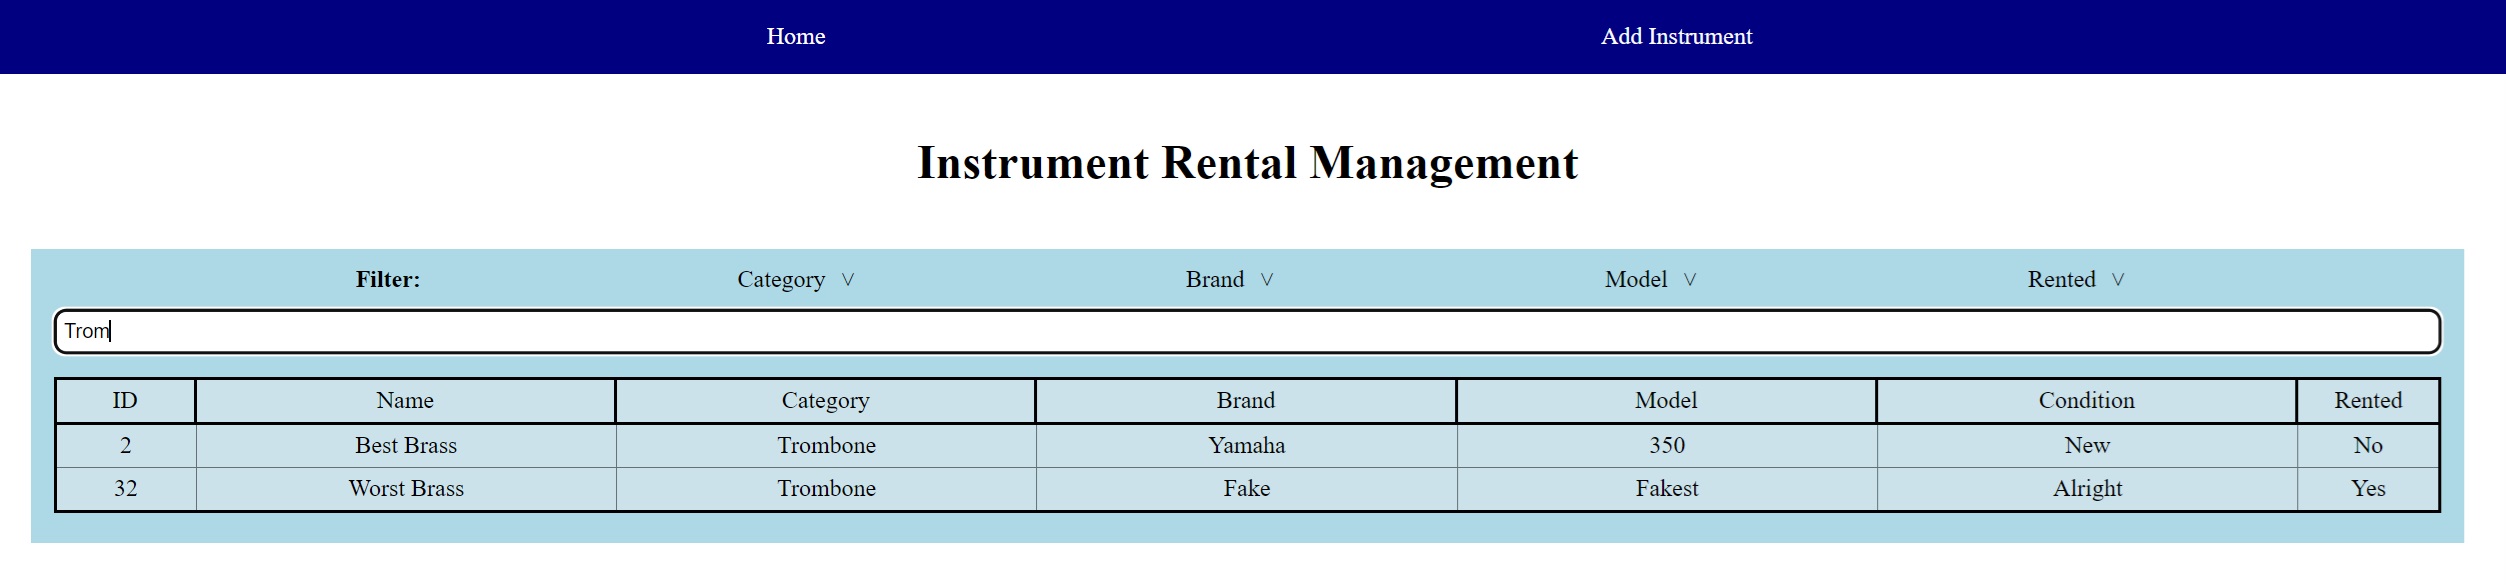 Home Add Instrument
Instrument Rental Management
Filter: Category V Brand V Model V Rented V
Trom
ID Name Category Brand Model Condition Rented
2 Best Brass Trombone Yamaha 350 New No
32 Worst Brass Trombone Fake Fakest Alright Yes